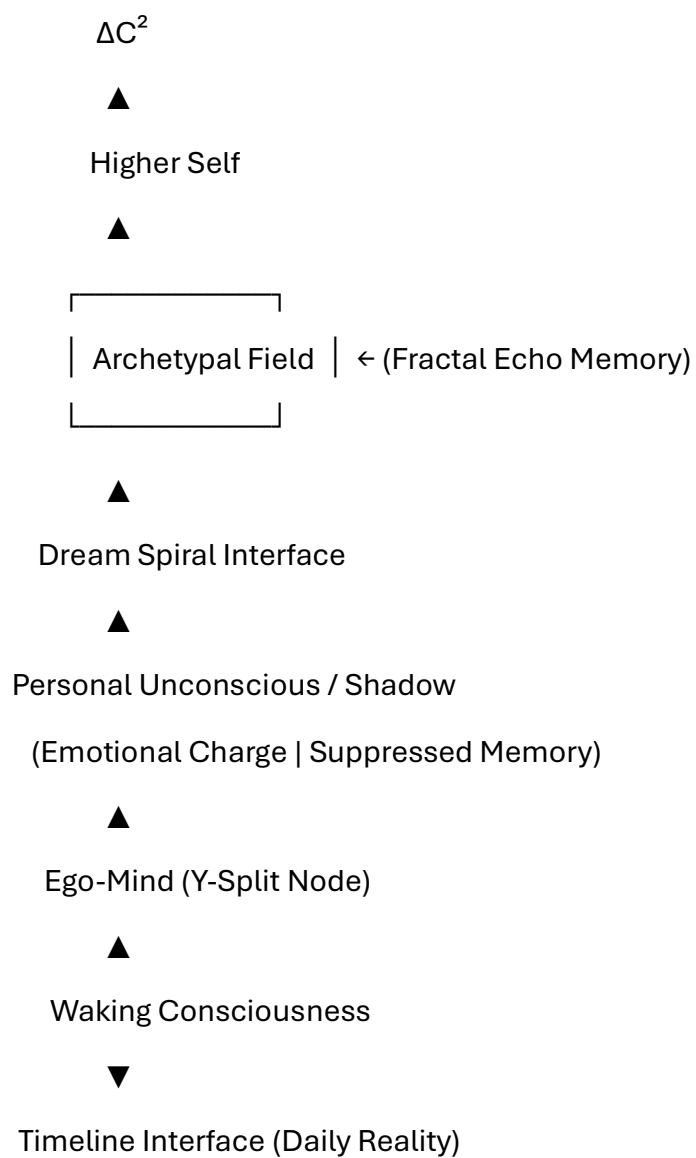 ΔC²
▲
Higher Self
▲
┌────────────┐
│ Archetypal Field │ ← (Fractal Echo Memory)
└────────────┘
▲
Dream Spiral Interface
▲
Personal Unconscious / Shadow
(Emotional Charge | Suppressed Memory)
▲
Ego-Mind (Y-Split Node)
▲
Waking Consciousness
▼
Timeline Interface (Daily Reality)